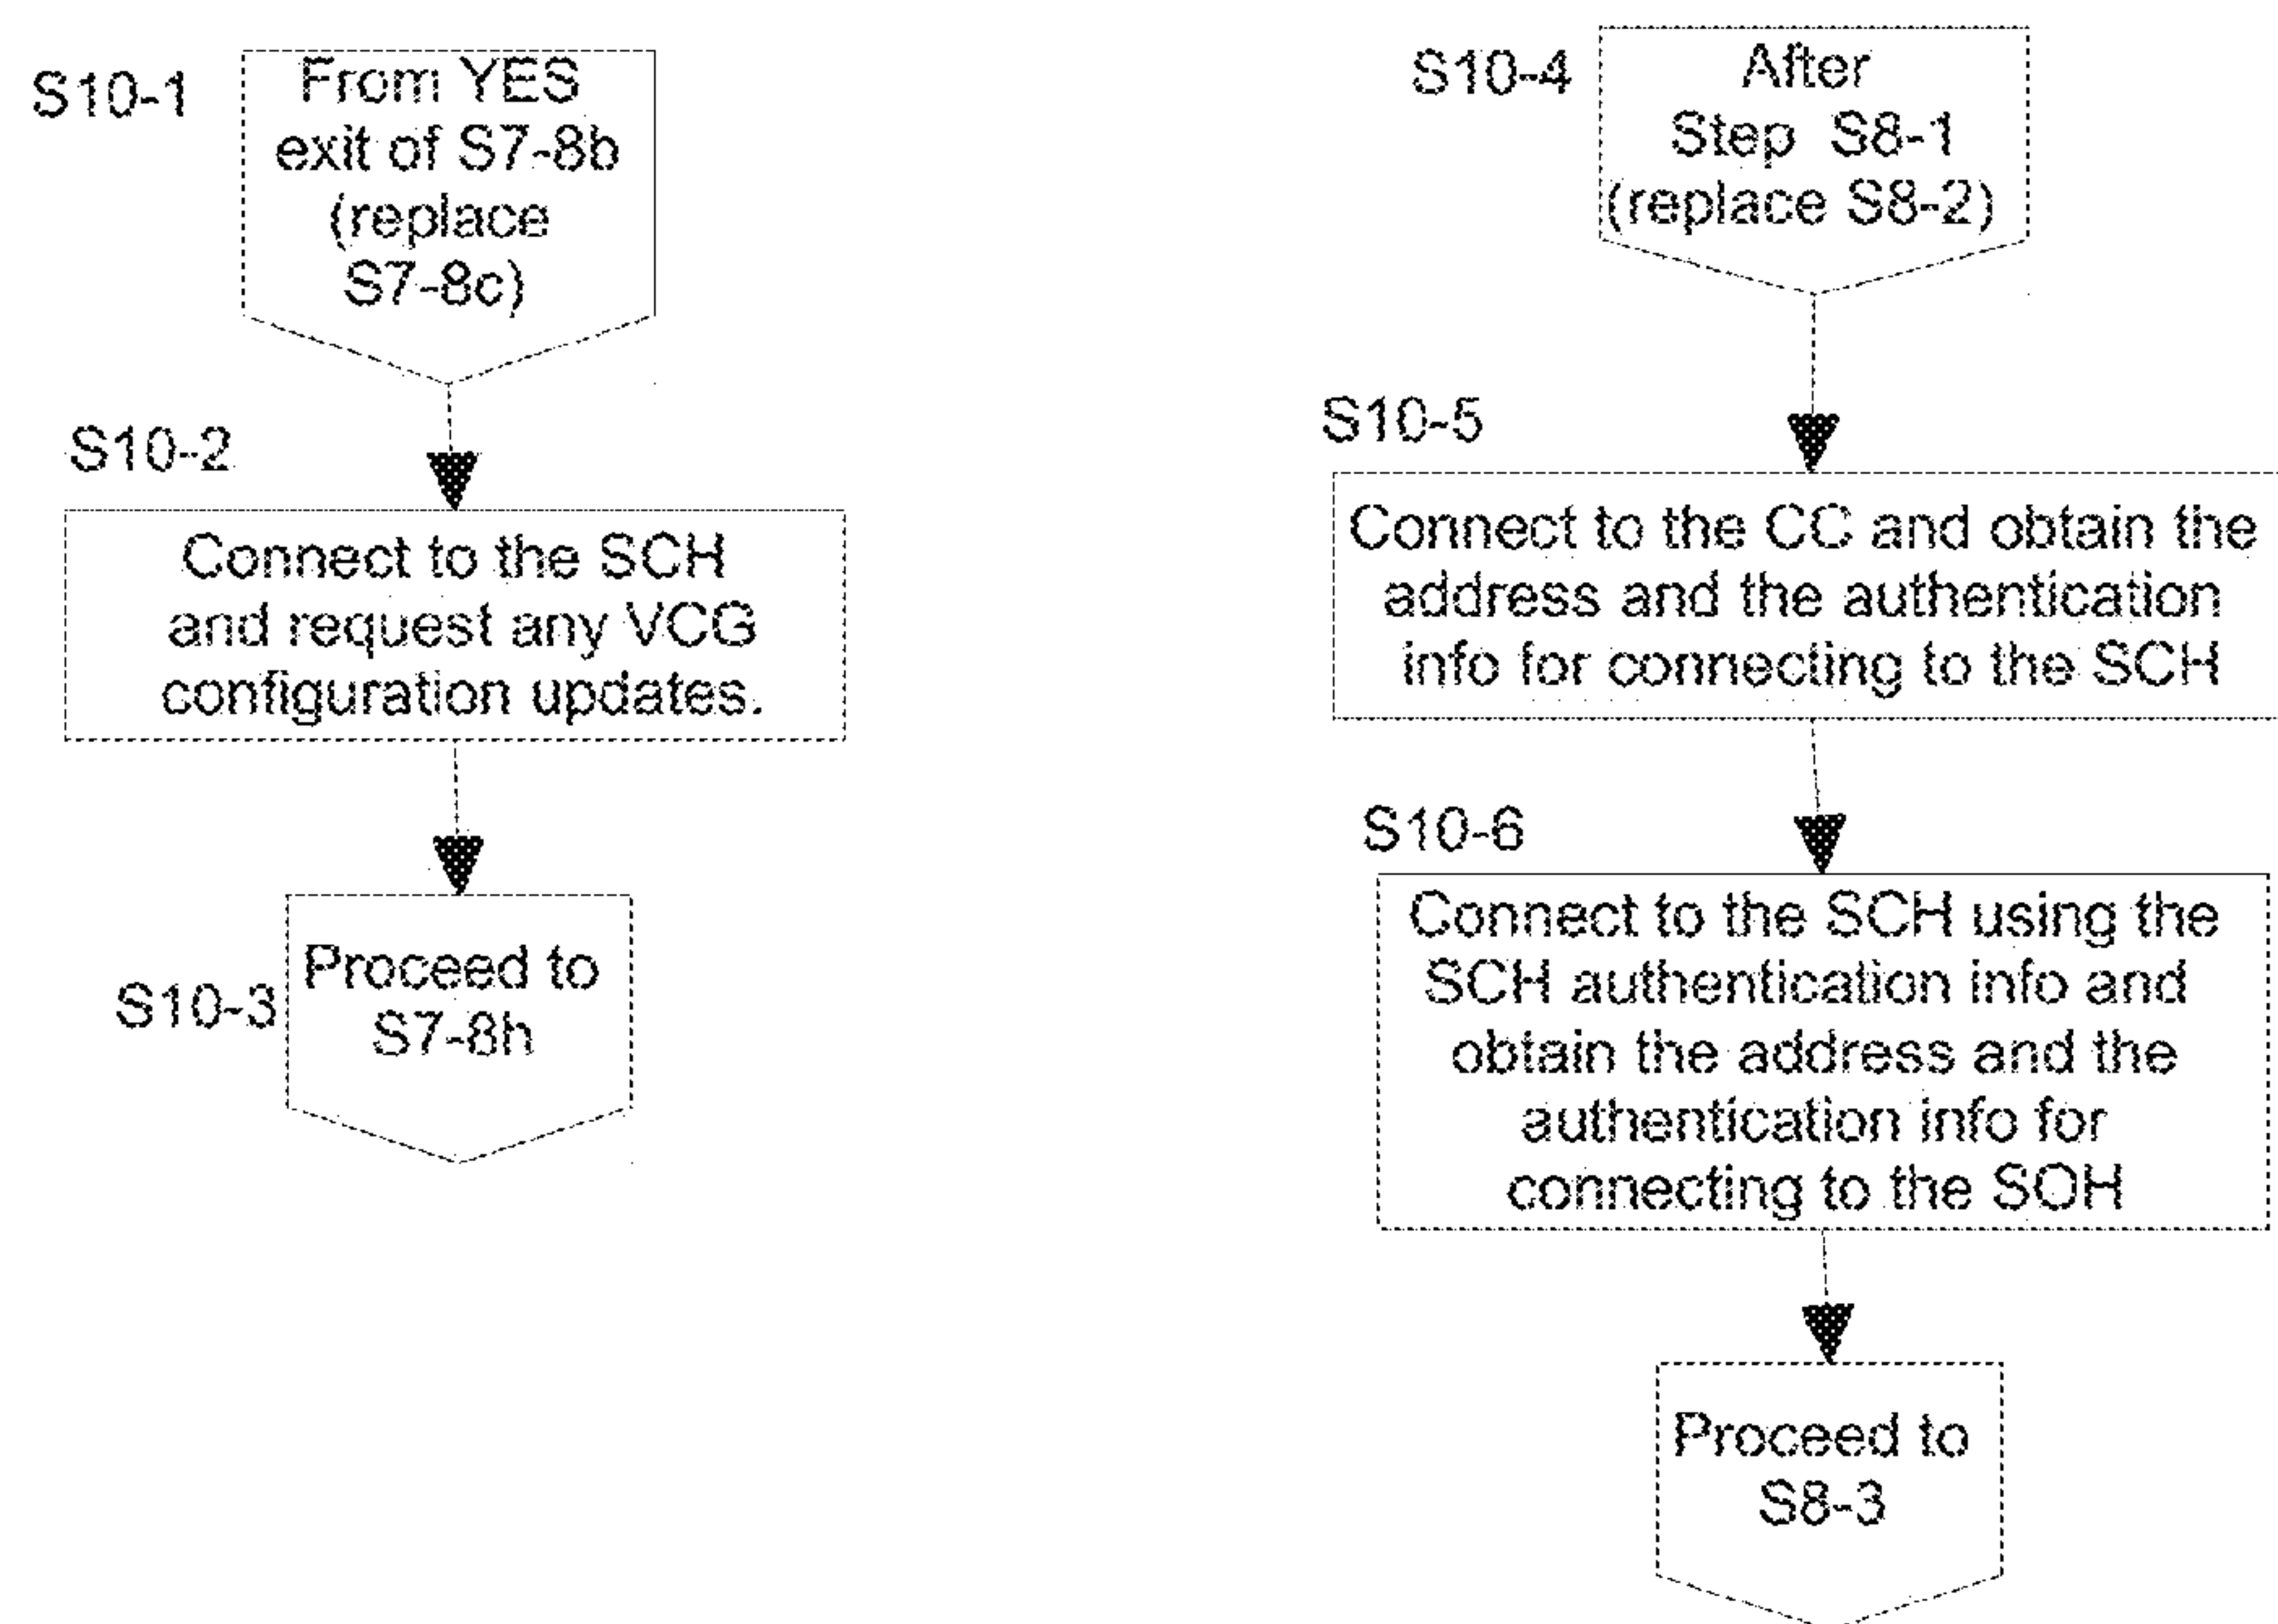 S10-1
From YES
exit of S7-8b
(replace
S7-8c)
S10-2
Connect to the SCH
and request any VCG
configuration updates.
S10-3
Proceed to
S7-8h
S10-4
After
Step S8-1
(replace S8-2)
S10-5
Connect to the CC and obtain the
address and the authentication
info for connecting to the SCH
S10-6
Connect to the SCH using the
SCH authentication info and
obtain the address and the
authentication info for
connecting to the SOH
Proceed to
S8-3